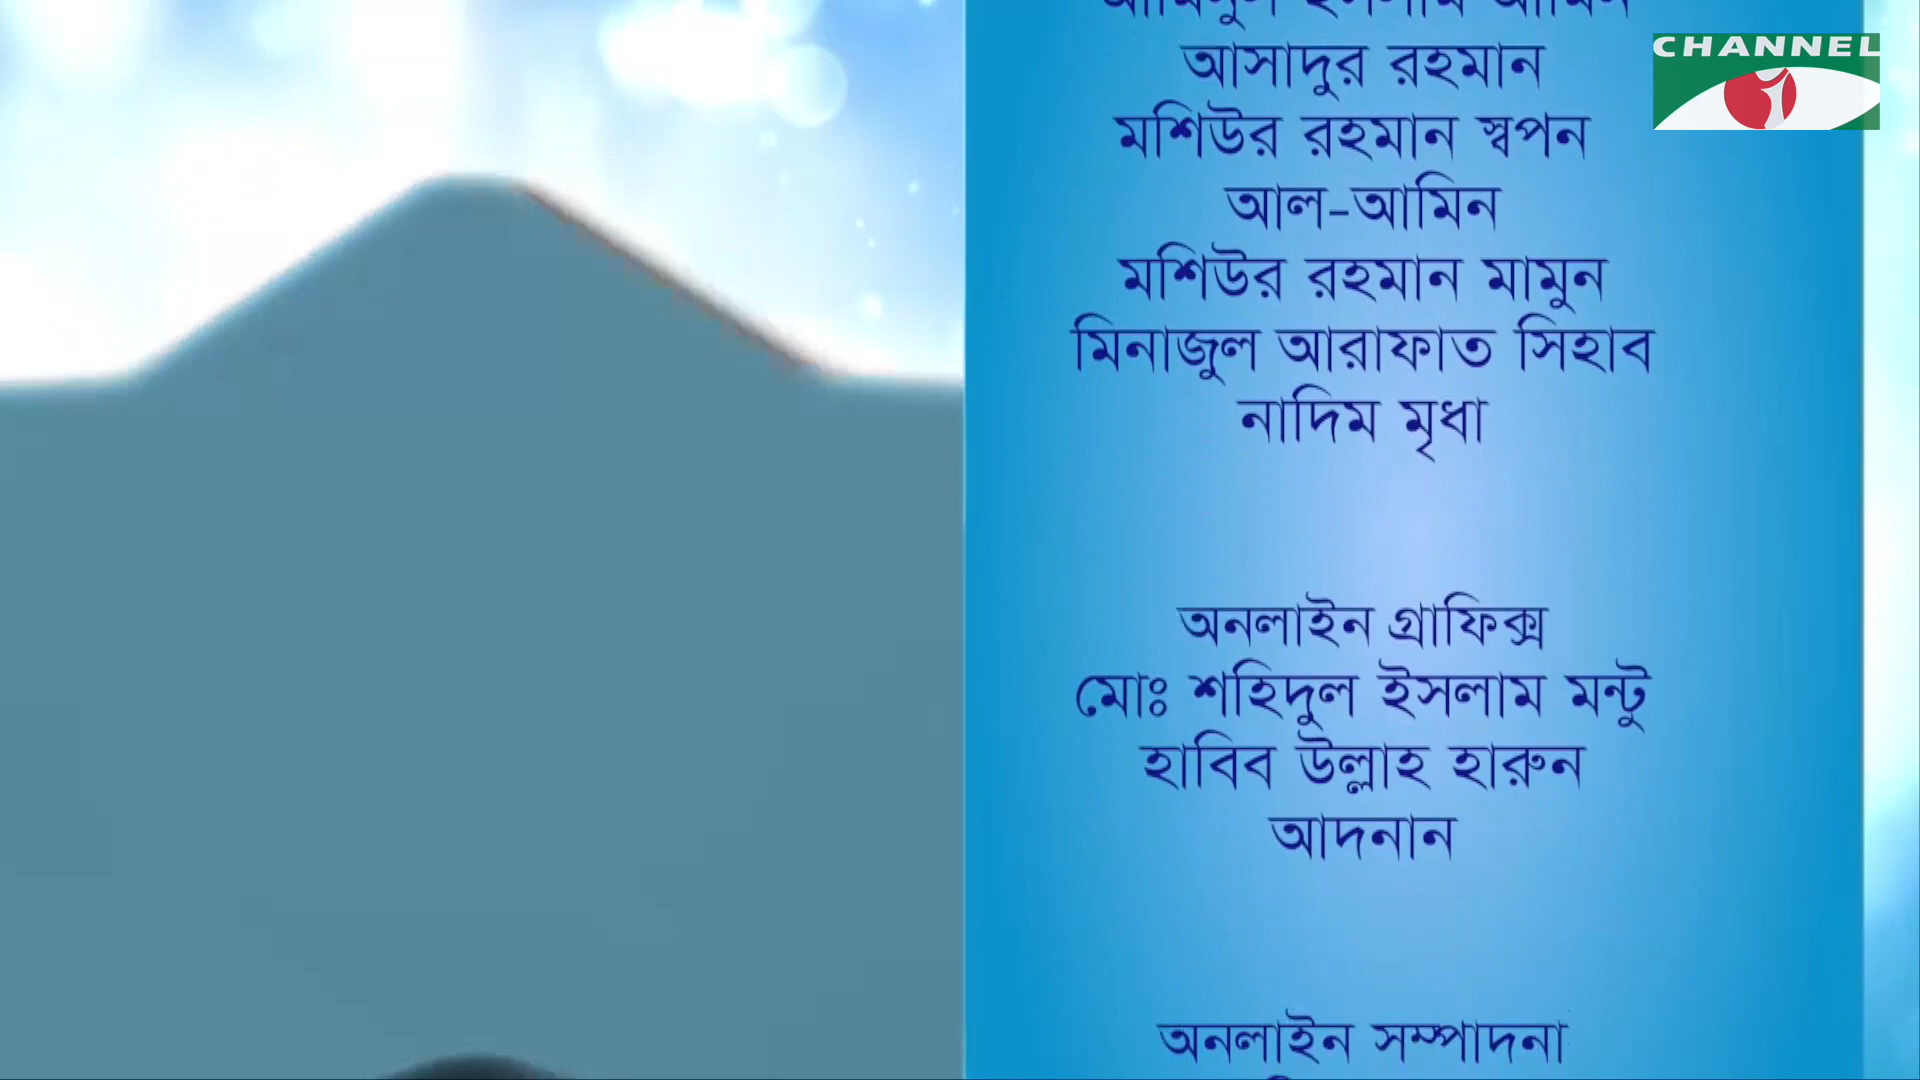 CHANNEL
আসাদুর রহমান
মশিউর রহমান স্বপন
আল-আমিন
মশিউর রহমান মামুন
মিনাজুল আরাফাত সিহাব
নাদিম মৃধা
অনলাইন গ্রাফিক্স
মোঃ শহিদুল ইসলাম মন্টু
হাবিব উল্লাহ হারুন
আদনান
অনলাইন সম্পাদনা